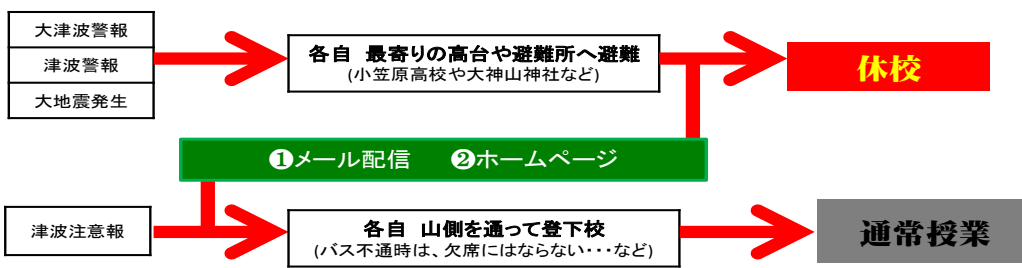 大津波警報
津波警報
大地震発生
各自 最寄りの高台や避難所へ避難
(小笠原高校や大神山神社など)
休校
❶メール配信 ❷ホームページ
津波注意報
各自 山側を通って登下校
(バス不通時は、欠席にはならない・・・など)
通常授業